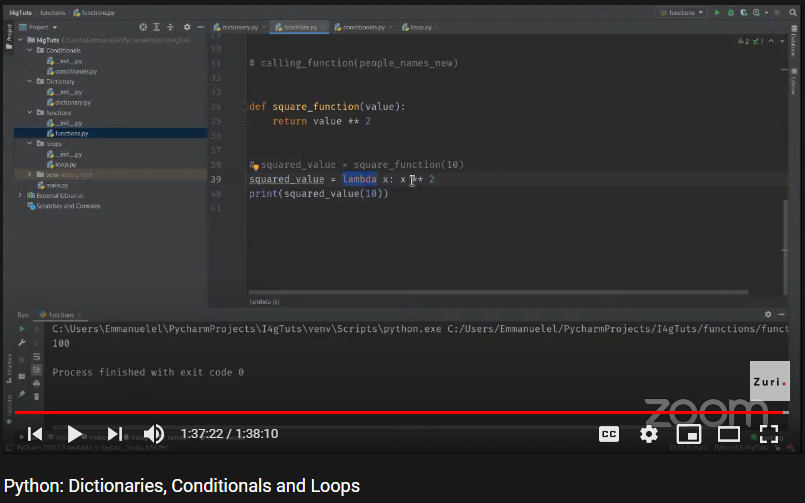 I4gTuts functions functions.py
functions
Project
dictionary.py functions.py conditionals.py loop.py
I4gTuts C:\Users\Emmanuelel\PycharmProjects\I4gTuts
Conditionals
__init__.py
conditionals.py
Dictionary
__init__.py
dictionary.py
functions
__init__.py
functions.py
loops
__init__.py
loop.py
venv
main.py
External Libraries
Scratches and Consoles
30
31 # calling_function(people_names_new)
32
33
34 def square_function(value):
35 return value ** 2
36
37
38 # squared_value = square_function(10)
39 squared_value = lambda x: x ** 2
40 print(squared_value(10))
41
lambda (x)
Run: functions
C:\Users\Emmanuelel\PycharmProjects\I4gTuts\venv\Scripts\python.exe C:/Users/Emmanuelel/PycharmProjects/I4gTuts/functions/funct
100
Process finished with exit code 0
Zuri.
zoom
1:37:22 / 1:38:10
CC
Python: Dictionaries, Conditionals and Loops